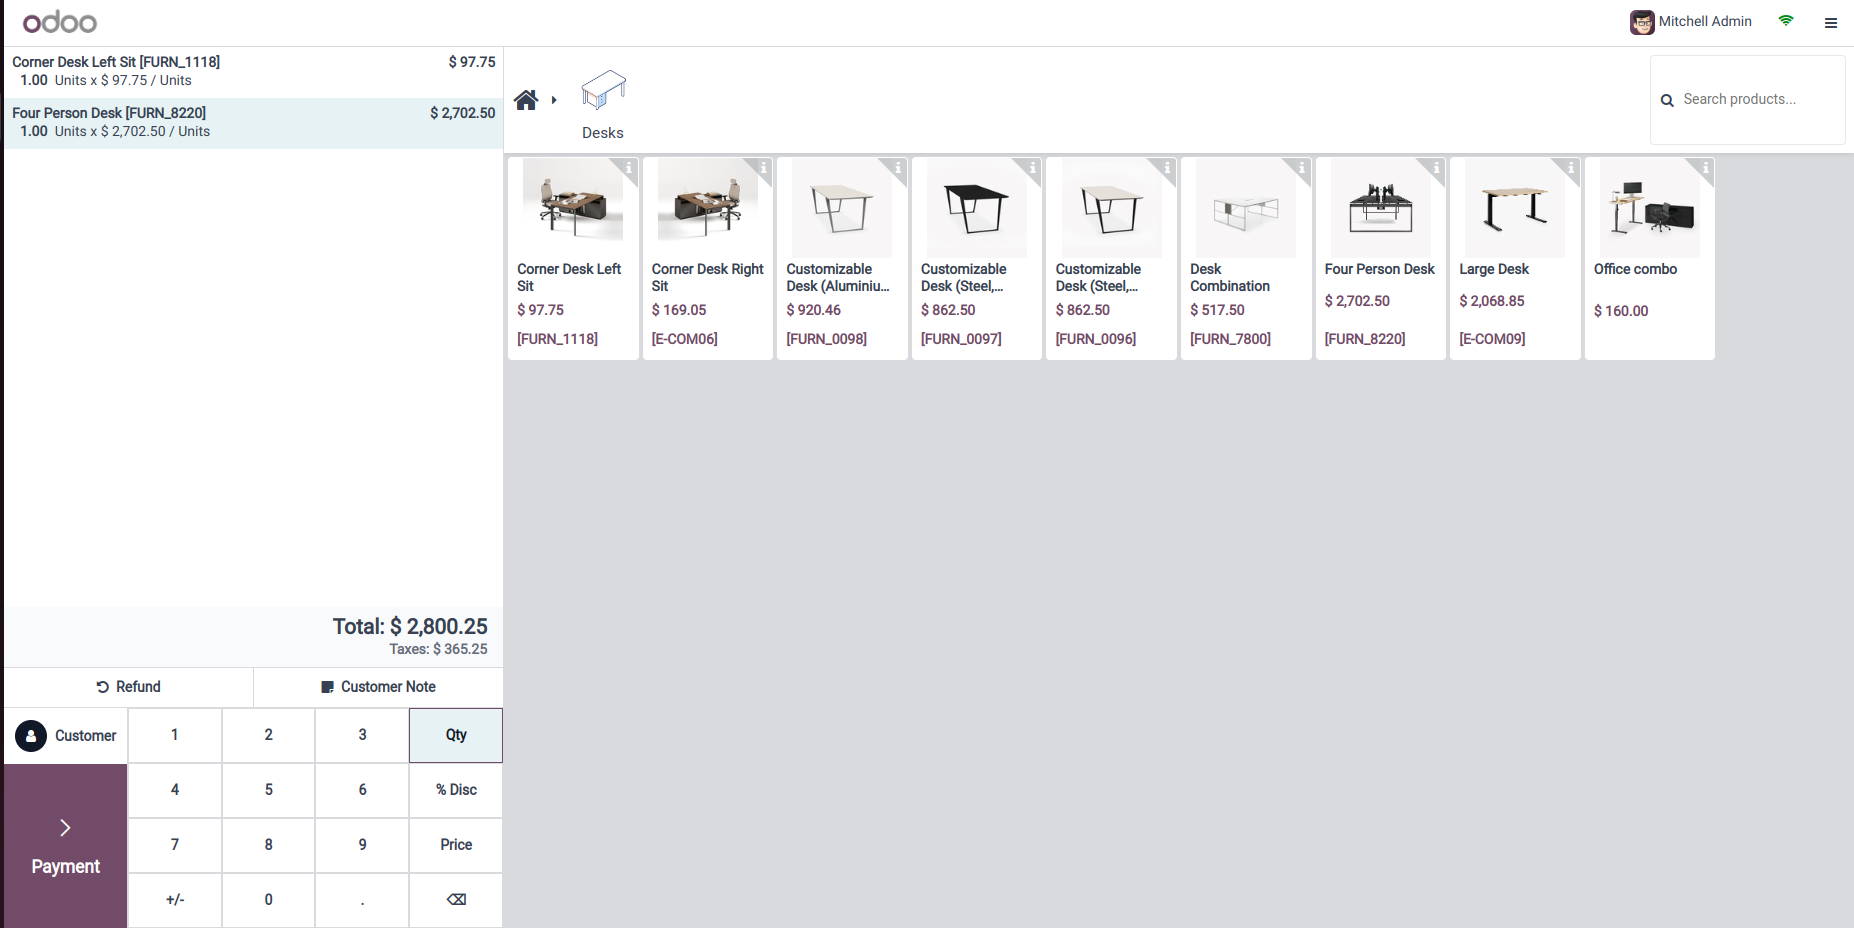 odoo
Mitchell Admin
Corner Desk Left Sit [FURN_1118] $ 97.75
1.00 Units x $ 97.75 / Units
Four Person Desk [FURN_8220] $ 2,702.50
1.00 Units x $ 2,702.50 / Units
Desks
Search products...
Corner Desk Left
Sit
$ 97.75
[FURN_1118]
Corner Desk Right
Sit
$ 169.05
[E-COM06]
Customizable
Desk (Aluminiu...
$ 920.46
[FURN_0098]
Customizable
Desk (Steel,...
$ 862.50
[FURN_0097]
Customizable
Desk (Steel,...
$ 862.50
[FURN_0096]
Desk
Combination
$ 517.50
[FURN_7800]
Four Person Desk
$ 2,702.50
[FURN_8220]
Large Desk
$ 2,068.85
[E-COM09]
Office combo
$ 160.00
Total: $ 2,800.25
Taxes: $ 365.25
Refund
Customer Note
Customer
1 2 3 Qty
4 5 6 % Disc
7 8 9 Price
+/- 0 . ⌫
Payment